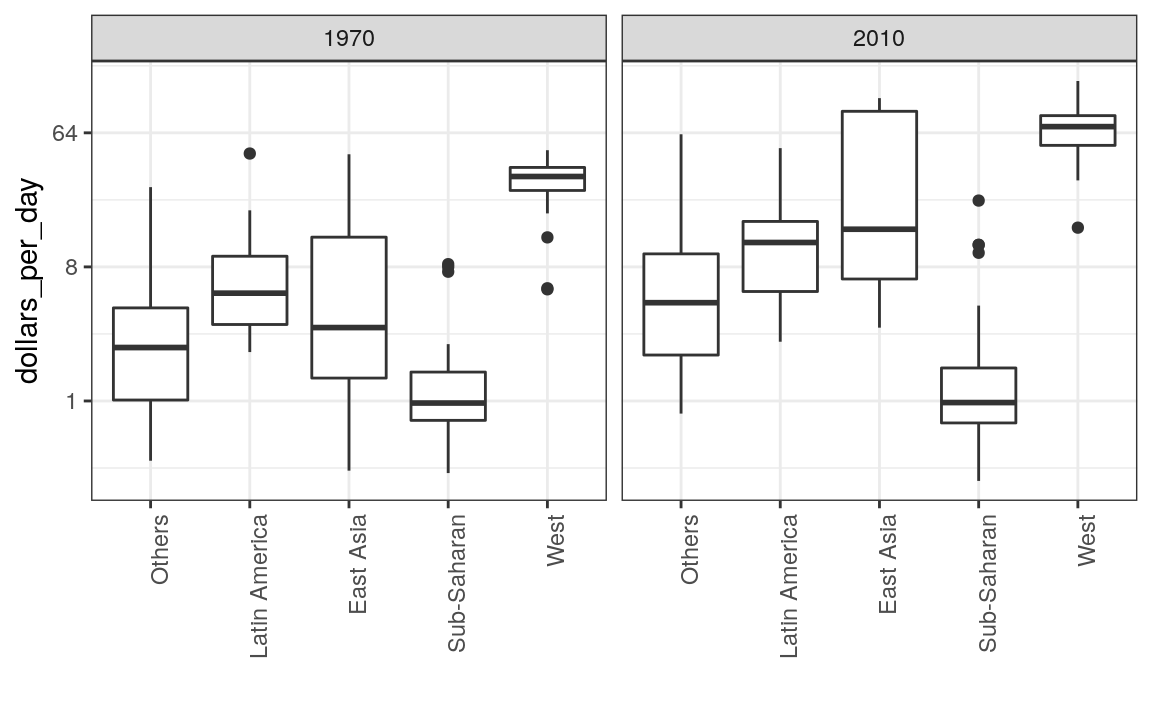 1970
2010
dollars_per_day
64
8
1
Others
Latin America
East Asia
Sub-Saharan
West
Others
Latin America
East Asia
Sub-Saharan
West